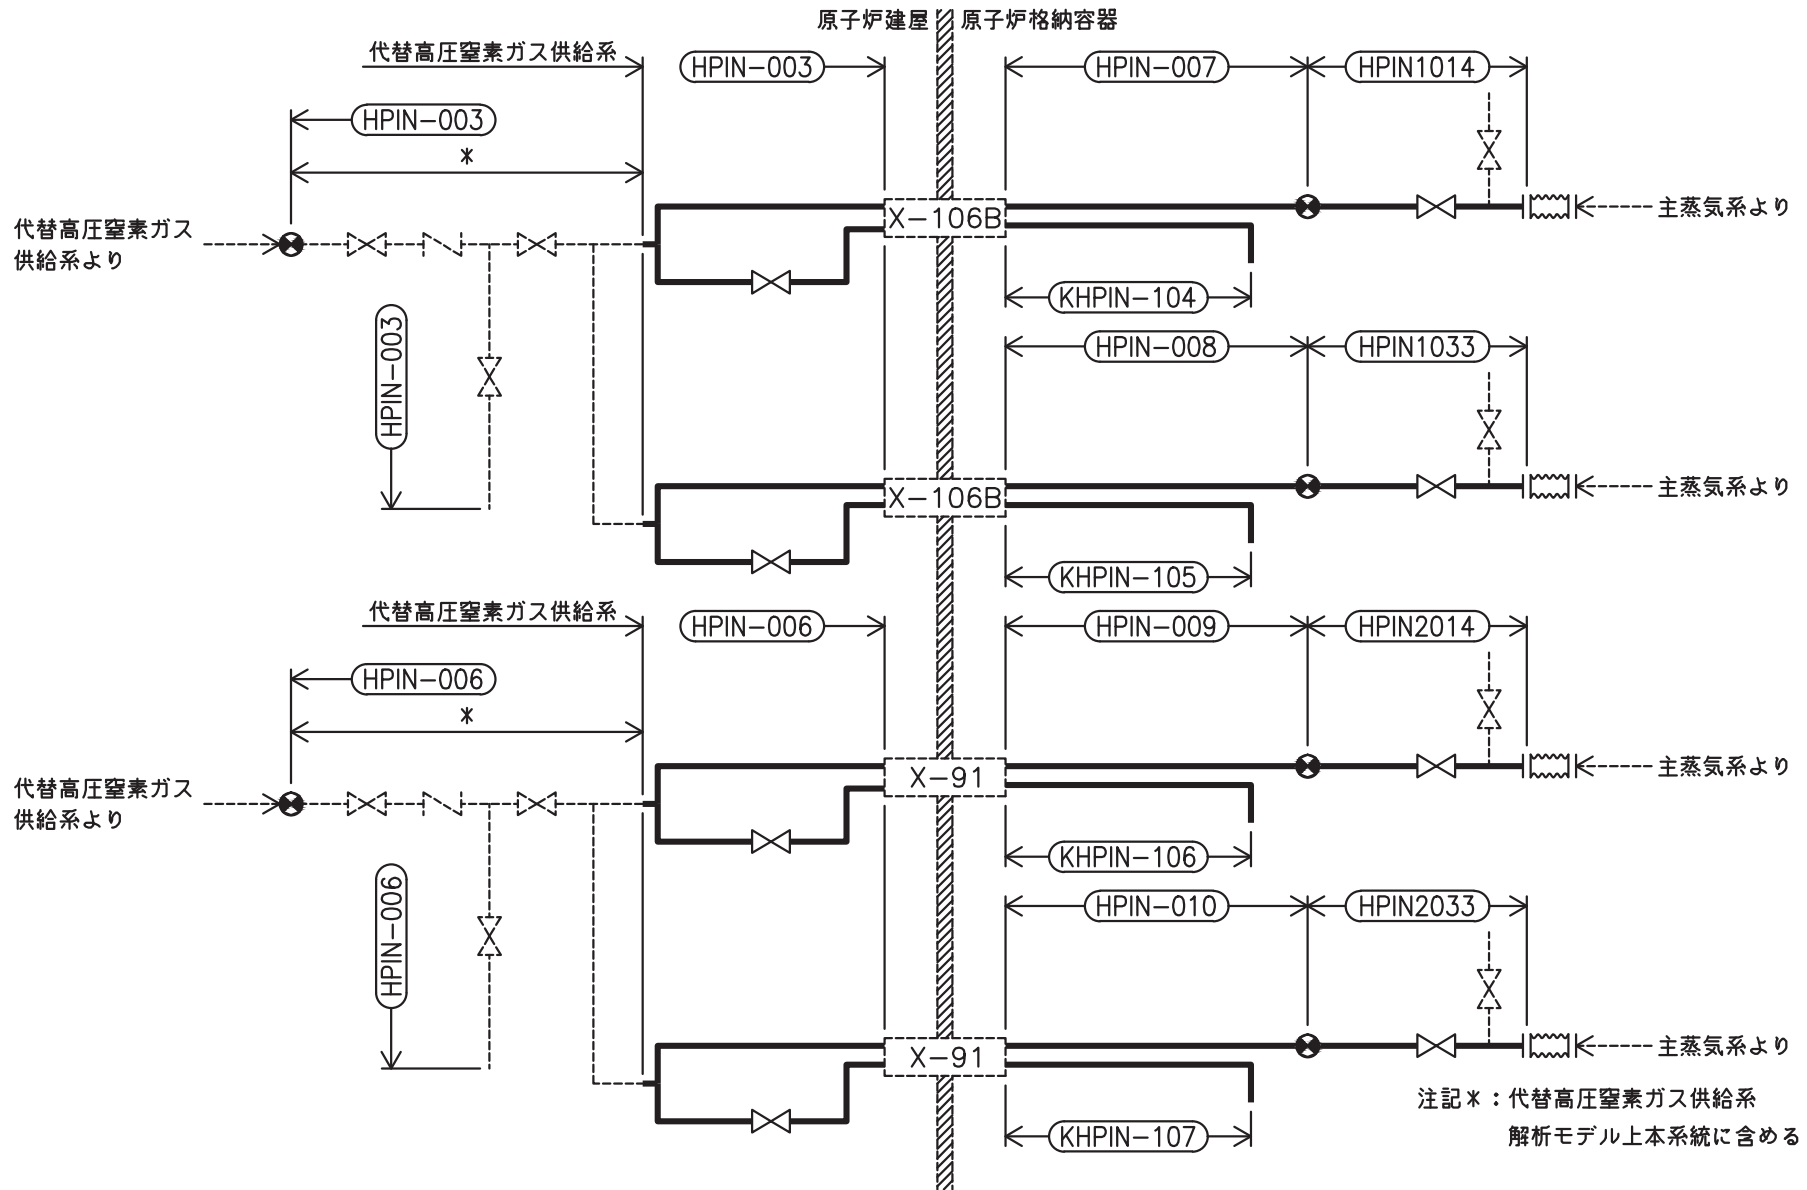 原子炉建屋
原子炉格納容器
代替高圧窒素ガス供給系
HPIN-003
HPIN-007
HPIN1014
HPIN-003
*
代替高圧窒素ガス
供給系より
X-106B
主蒸気系より
KHPIN-104
HPIN-003
HPIN-008
HPIN1033
X-106B
主蒸気系より
KHPIN-105
代替高圧窒素ガス供給系
HPIN-006
HPIN-009
HPIN2014
HPIN-006
*
代替高圧窒素ガス
供給系より
X-91
主蒸気系より
KHPIN-106
HPIN-006
HPIN-010
HPIN2033
X-91
主蒸気系より
KHPIN-107
注記*：代替高圧窒素ガス供給系
解析モデル上本系統に含める